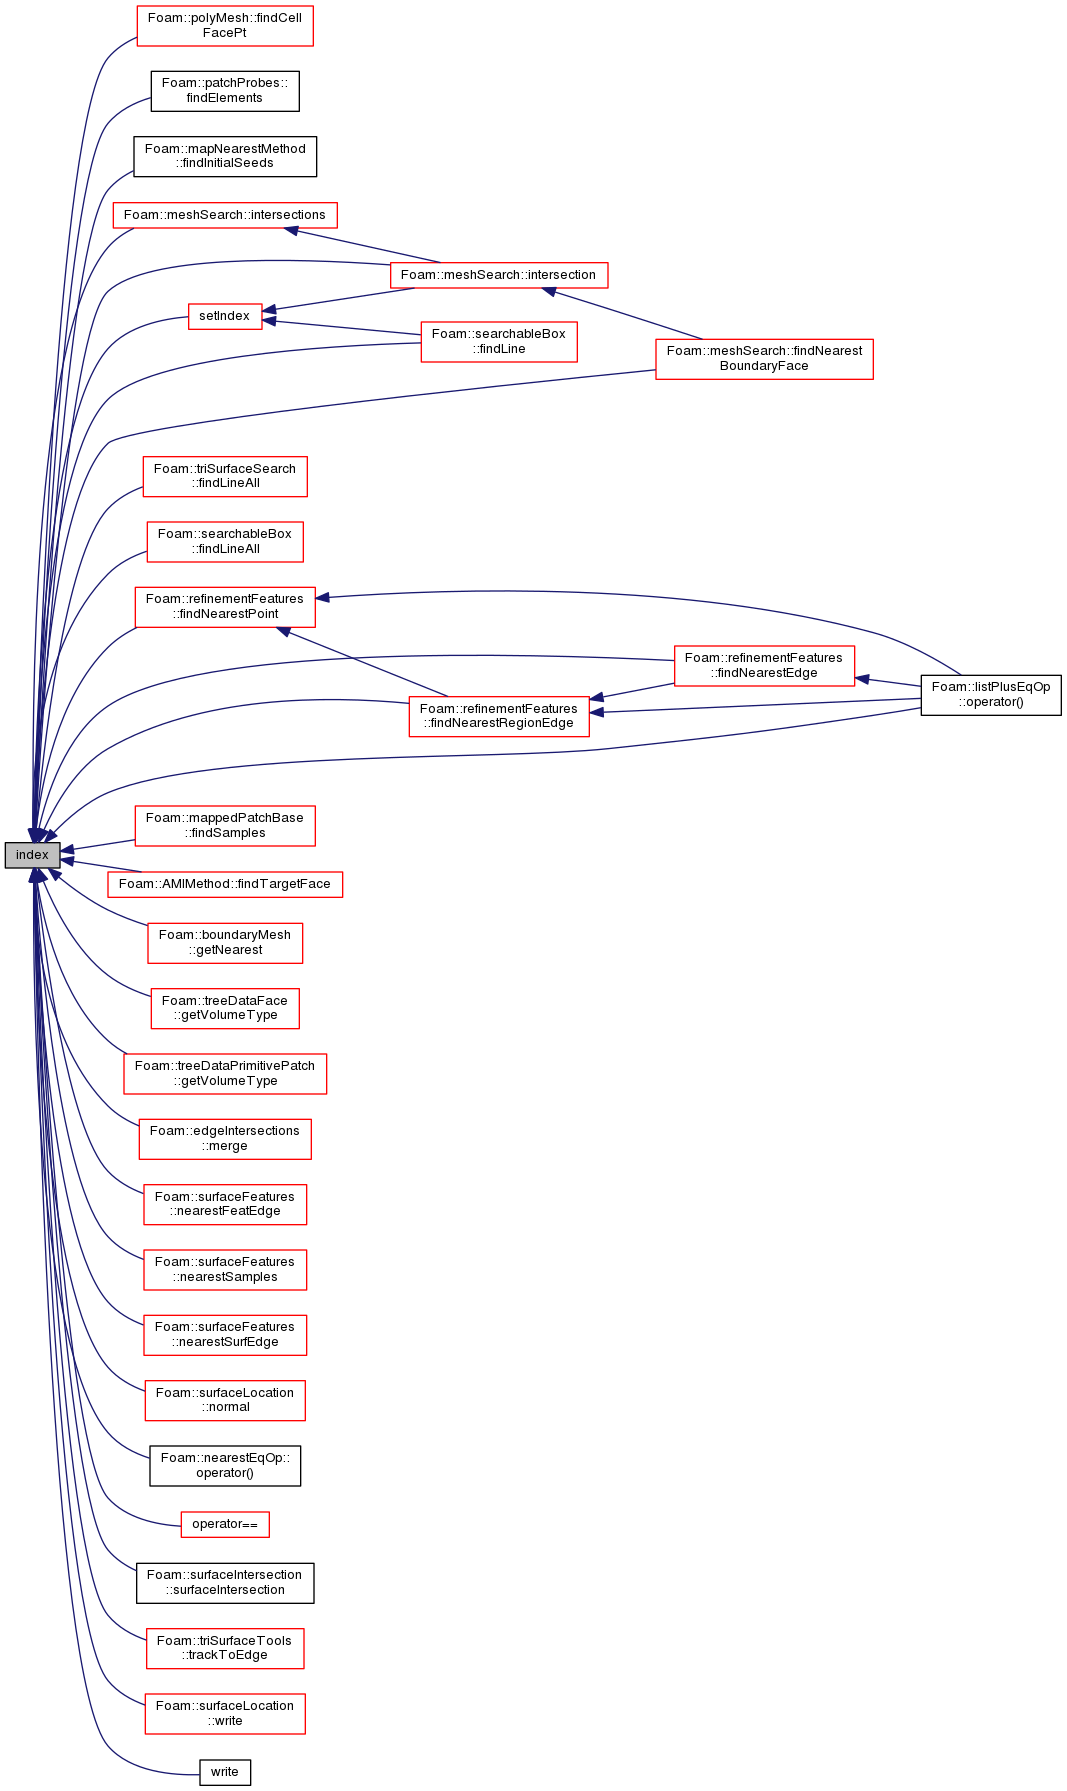 Foam::polyMesh::findCell
FacePt
Foam::patchProbes::
findElements
Foam::mapNearestMethod
::findInitialSeeds
Foam::meshSearch::intersections
Foam::meshSearch::intersection
setIndex
Foam::searchableBox
::findLine
Foam::meshSearch::findNearest
BoundaryFace
Foam::triSurfaceSearch
::findLineAll
Foam::searchableBox
::findLineAll
Foam::refinementFeatures
::findNearestPoint
Foam::refinementFeatures
::findNearestEdge
Foam::listPlusEqOp
::operator()
Foam::refinementFeatures
::findNearestRegionEdge
Foam::mappedPatchBase
::findSamples
index
Foam::AMIMethod::findTargetFace
Foam::boundaryMesh
::getNearest
Foam::treeDataFace
::getVolumeType
Foam::treeDataPrimitivePatch
::getVolumeType
Foam::edgeIntersections
::merge
Foam::surfaceFeatures
::nearestFeatEdge
Foam::surfaceFeatures
::nearestSamples
Foam::surfaceFeatures
::nearestSurfEdge
Foam::surfaceLocation
::normal
Foam::nearestEqOp::
operator()
operator==
Foam::surfaceIntersection
::surfaceIntersection
Foam::triSurfaceTools
::trackToEdge
Foam::surfaceLocation
::write
write